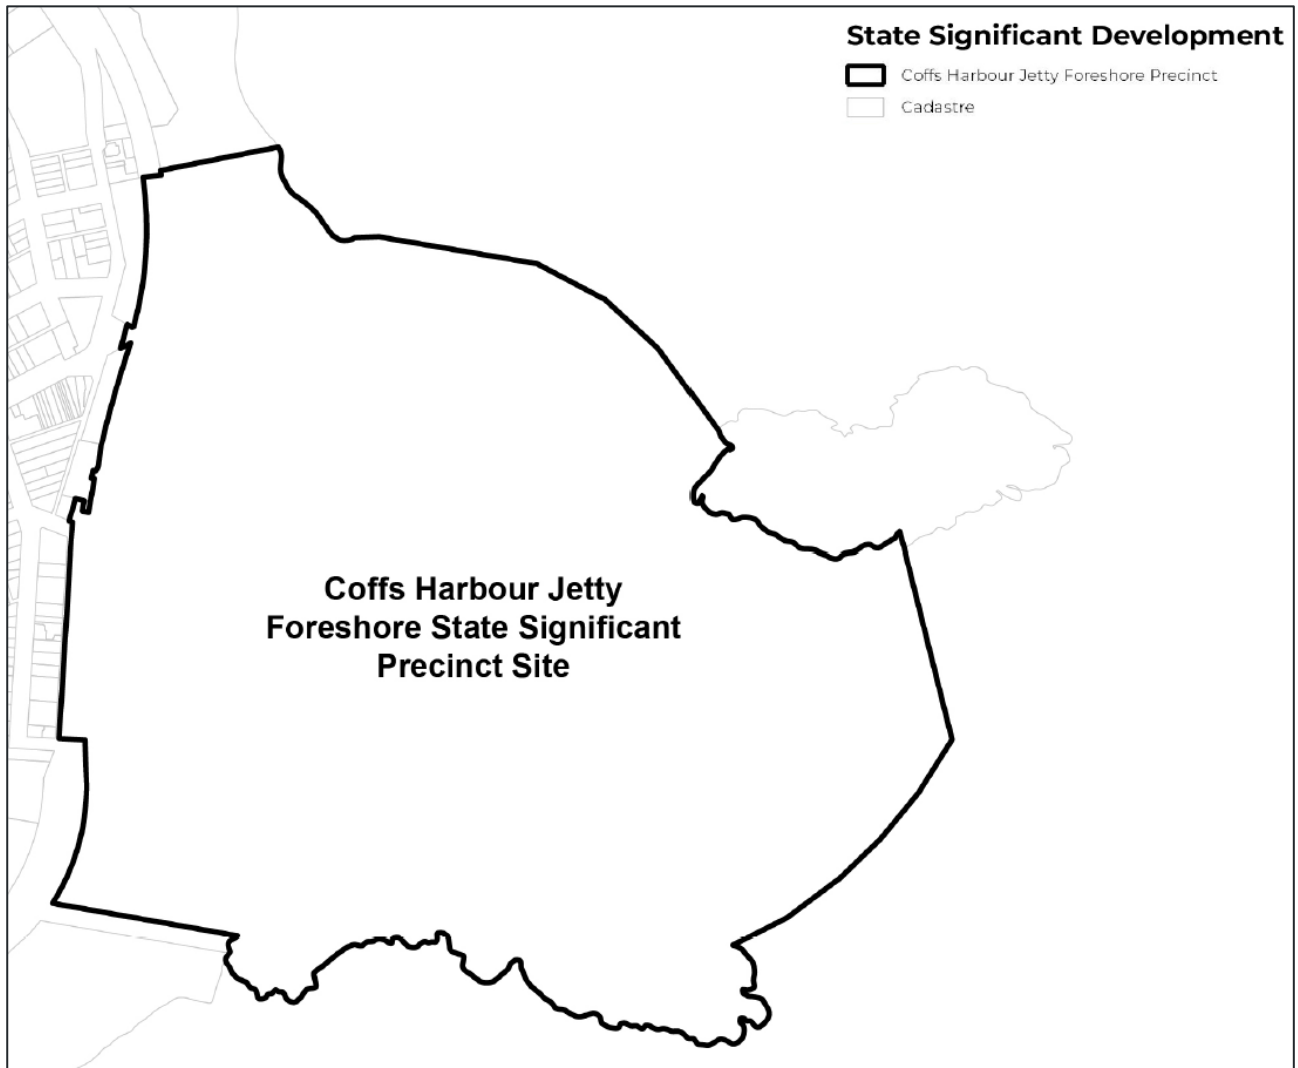 State Significant Development
Coffs Harbour Jetty Foreshore Precinct
Cadastre
Coffs Harbour Jetty
Foreshore State Significant
Precinct Site